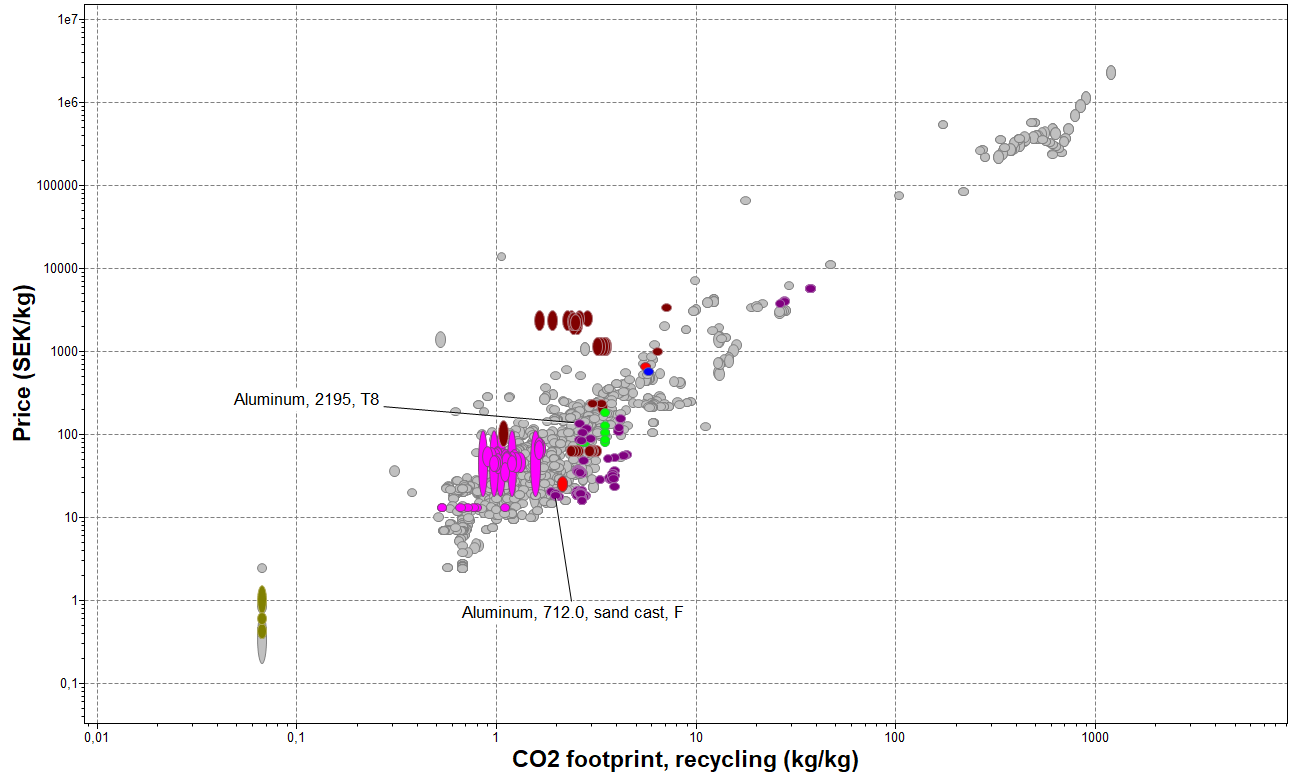 1e7
1e6
100000
10000
1000
100
10
1
0,1
Price (SEK/kg)
Aluminum, 2195, T8
Aluminum, 712.0, sand cast, F
0,01
0,1
1
10
100
1000
CO2 footprint, recycling (kg/kg)